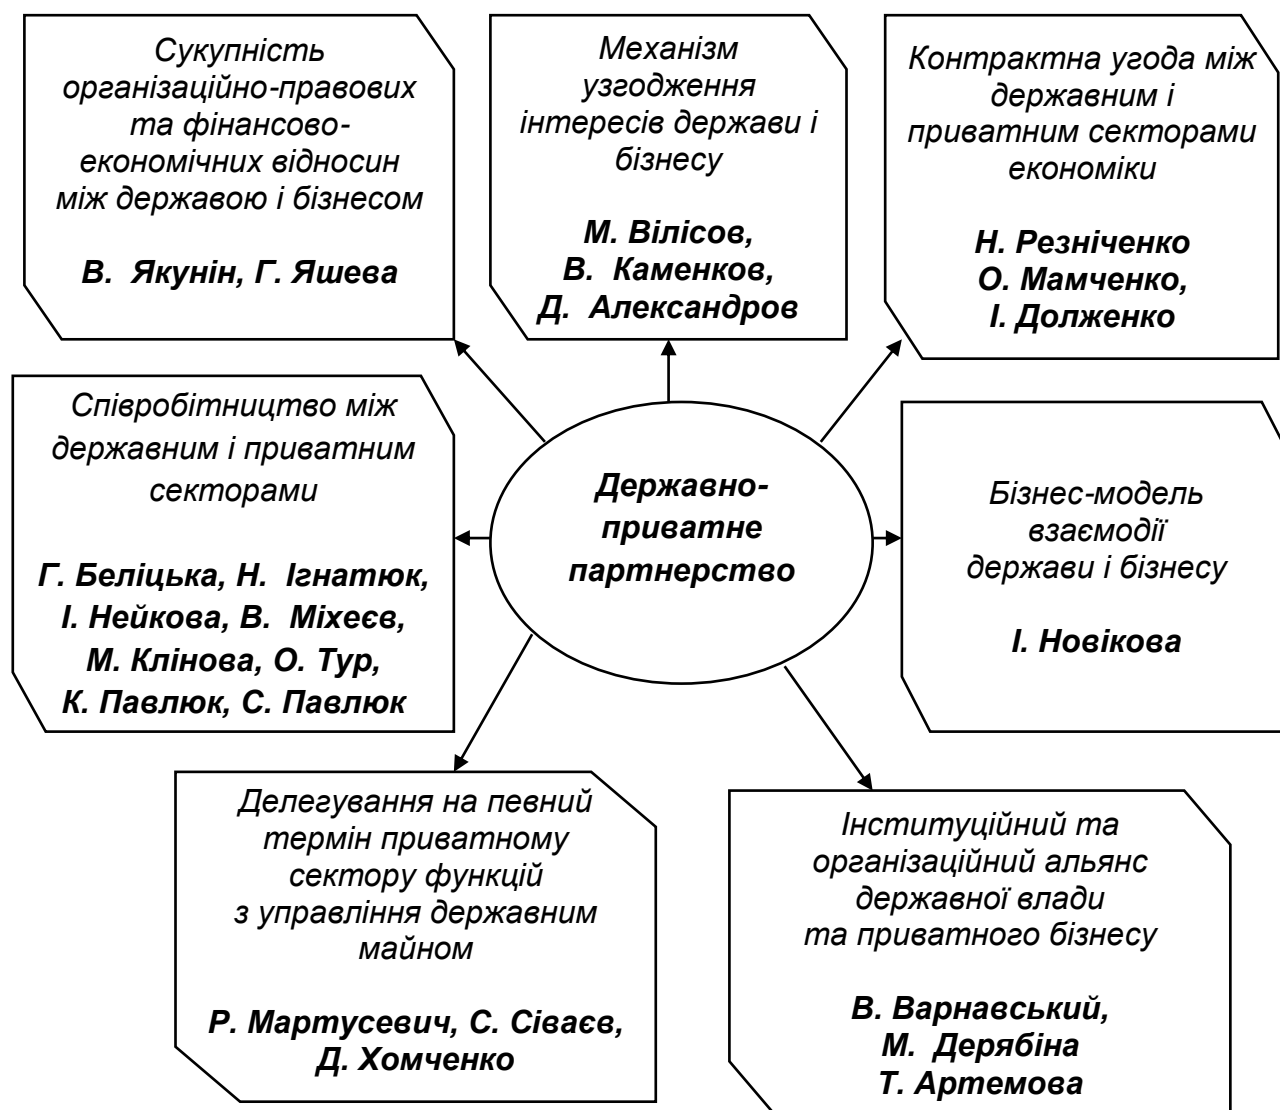 Сукупність
організаційно-правових
та фінансово-
економічних відносин
між державою і бізнесом
В. Якунін, Г. Яшева
Механізм
узгодження
інтересів держави і
бізнесу
М. Вілісов,
В. Каменков,
Д. Александров
Контрактна угода між
державним і
приватним секторами
економіки
Н. Резніченко
О. Мамченко,
І. Долженко
Співробітництво між
державним і приватним
секторами
Г. Беліцька, Н. Ігнатюк,
І. Нейкова, В. Міхеєв,
М. Клінова, О. Тур,
К. Павлюк, С. Павлюк
Державно-
приватне
партнерство
Бізнес-модель
взаємодії
держави і бізнесу
І. Новікова
Делегування на певний
термін приватному
сектору функцій
з управління державним
майном
Р. Мартусевич, С. Сіваєв,
Д. Хомченко
Інституційний та
організаційний альянс
державної влади
та приватного бізнесу
В. Варнавський,
М. Дерябіна
Т. Артемова